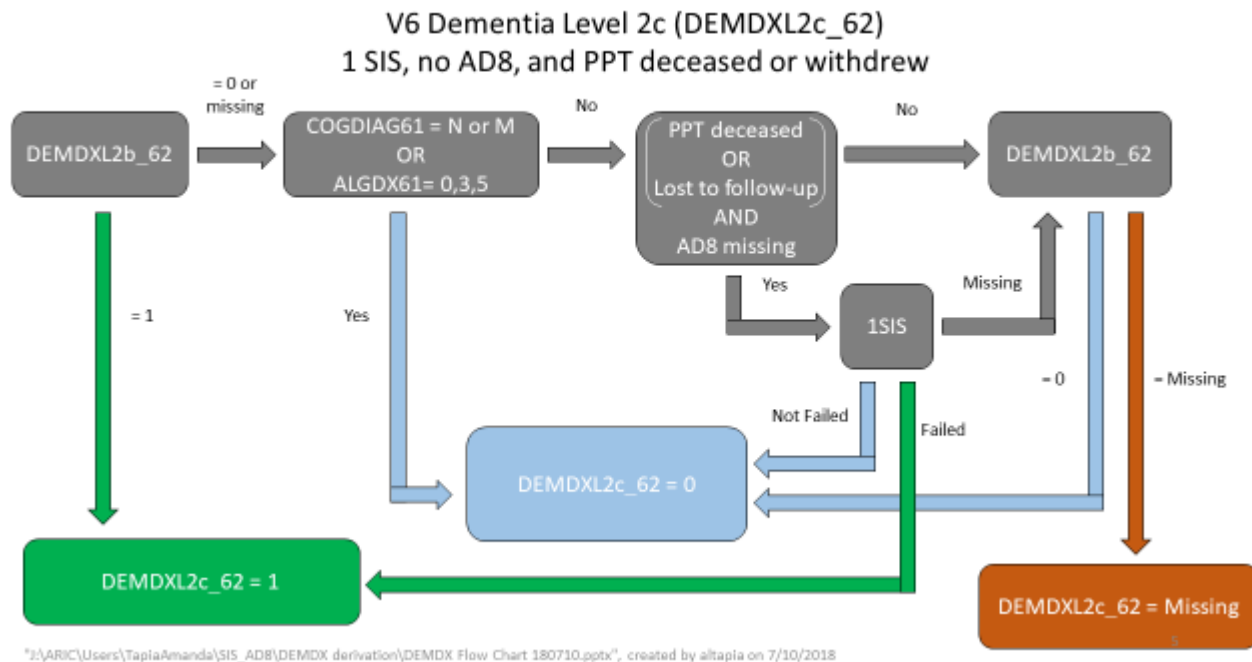 V6 Dementia Level 2c (DEMDXL2c_62)
1 SIS, no AD8, and PPT deceased or withdrew
= 0 or
missing
No
No
DEMDXL2b_62
COGDIAG61 = N or M
OR
ALGDX61= 0,3,5
PPT deceased
OR
Lost to follow-up
AND
AD8 missing
DEMDXL2b_62
= 1
Yes
Yes
1SIS
Missing
= 0
= Missing
Not Failed
Failed
DEMDXL2c_62 = 0
DEMDXL2c_62 = 1
DEMDXL2c_62 = Missing
5
"J:\ARIC\Users\TapiaAmanda\SIS_AD8\DEMDX derivation\DEMDX Flow Chart 180710.pptx", created by altapia on 7/10/2018